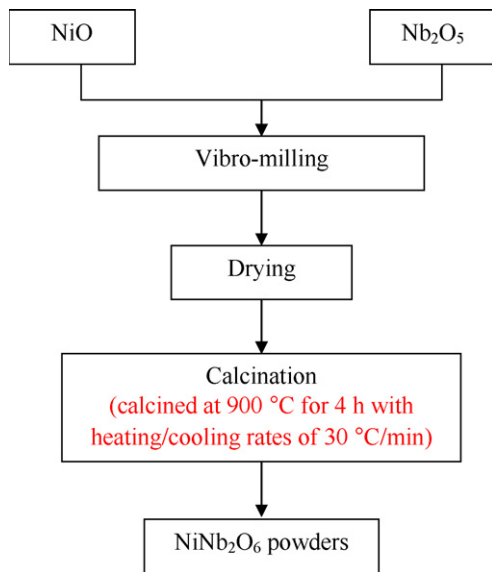 NiO
Nb₂O₅
Vibro-milling
Drying
Calcination
(calcined at 900 °C for 4 h with
heating/cooling rates of 30 °C/min)
NiNb₂O₆ powders